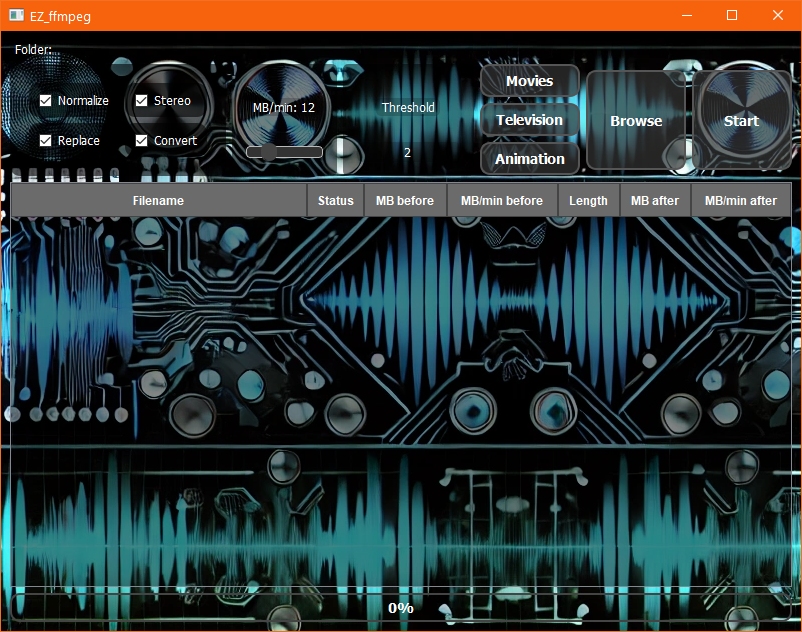 EZ_ffmpeg
Folder:
Normalize
Stereo
MB/min: 12
Threshold
Replace
Convert
2
Movies
Television
Animation
Browse
Start
Filename Status MB before MB/min before Length MB after MB/min after
0%